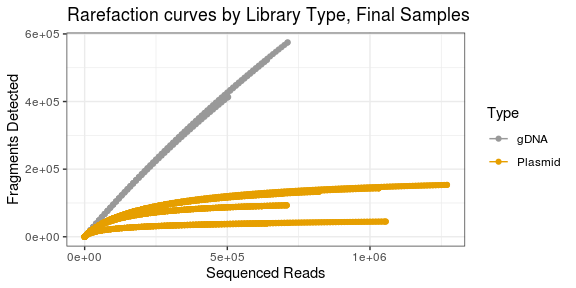 Rarefaction curves by Library Type, Final Samples
Fragments Detected
6e+05
4e+05
2e+05
0e+00
0e+00 5e+05 1e+06
Sequenced Reads
Type
gDNA
Plasmid